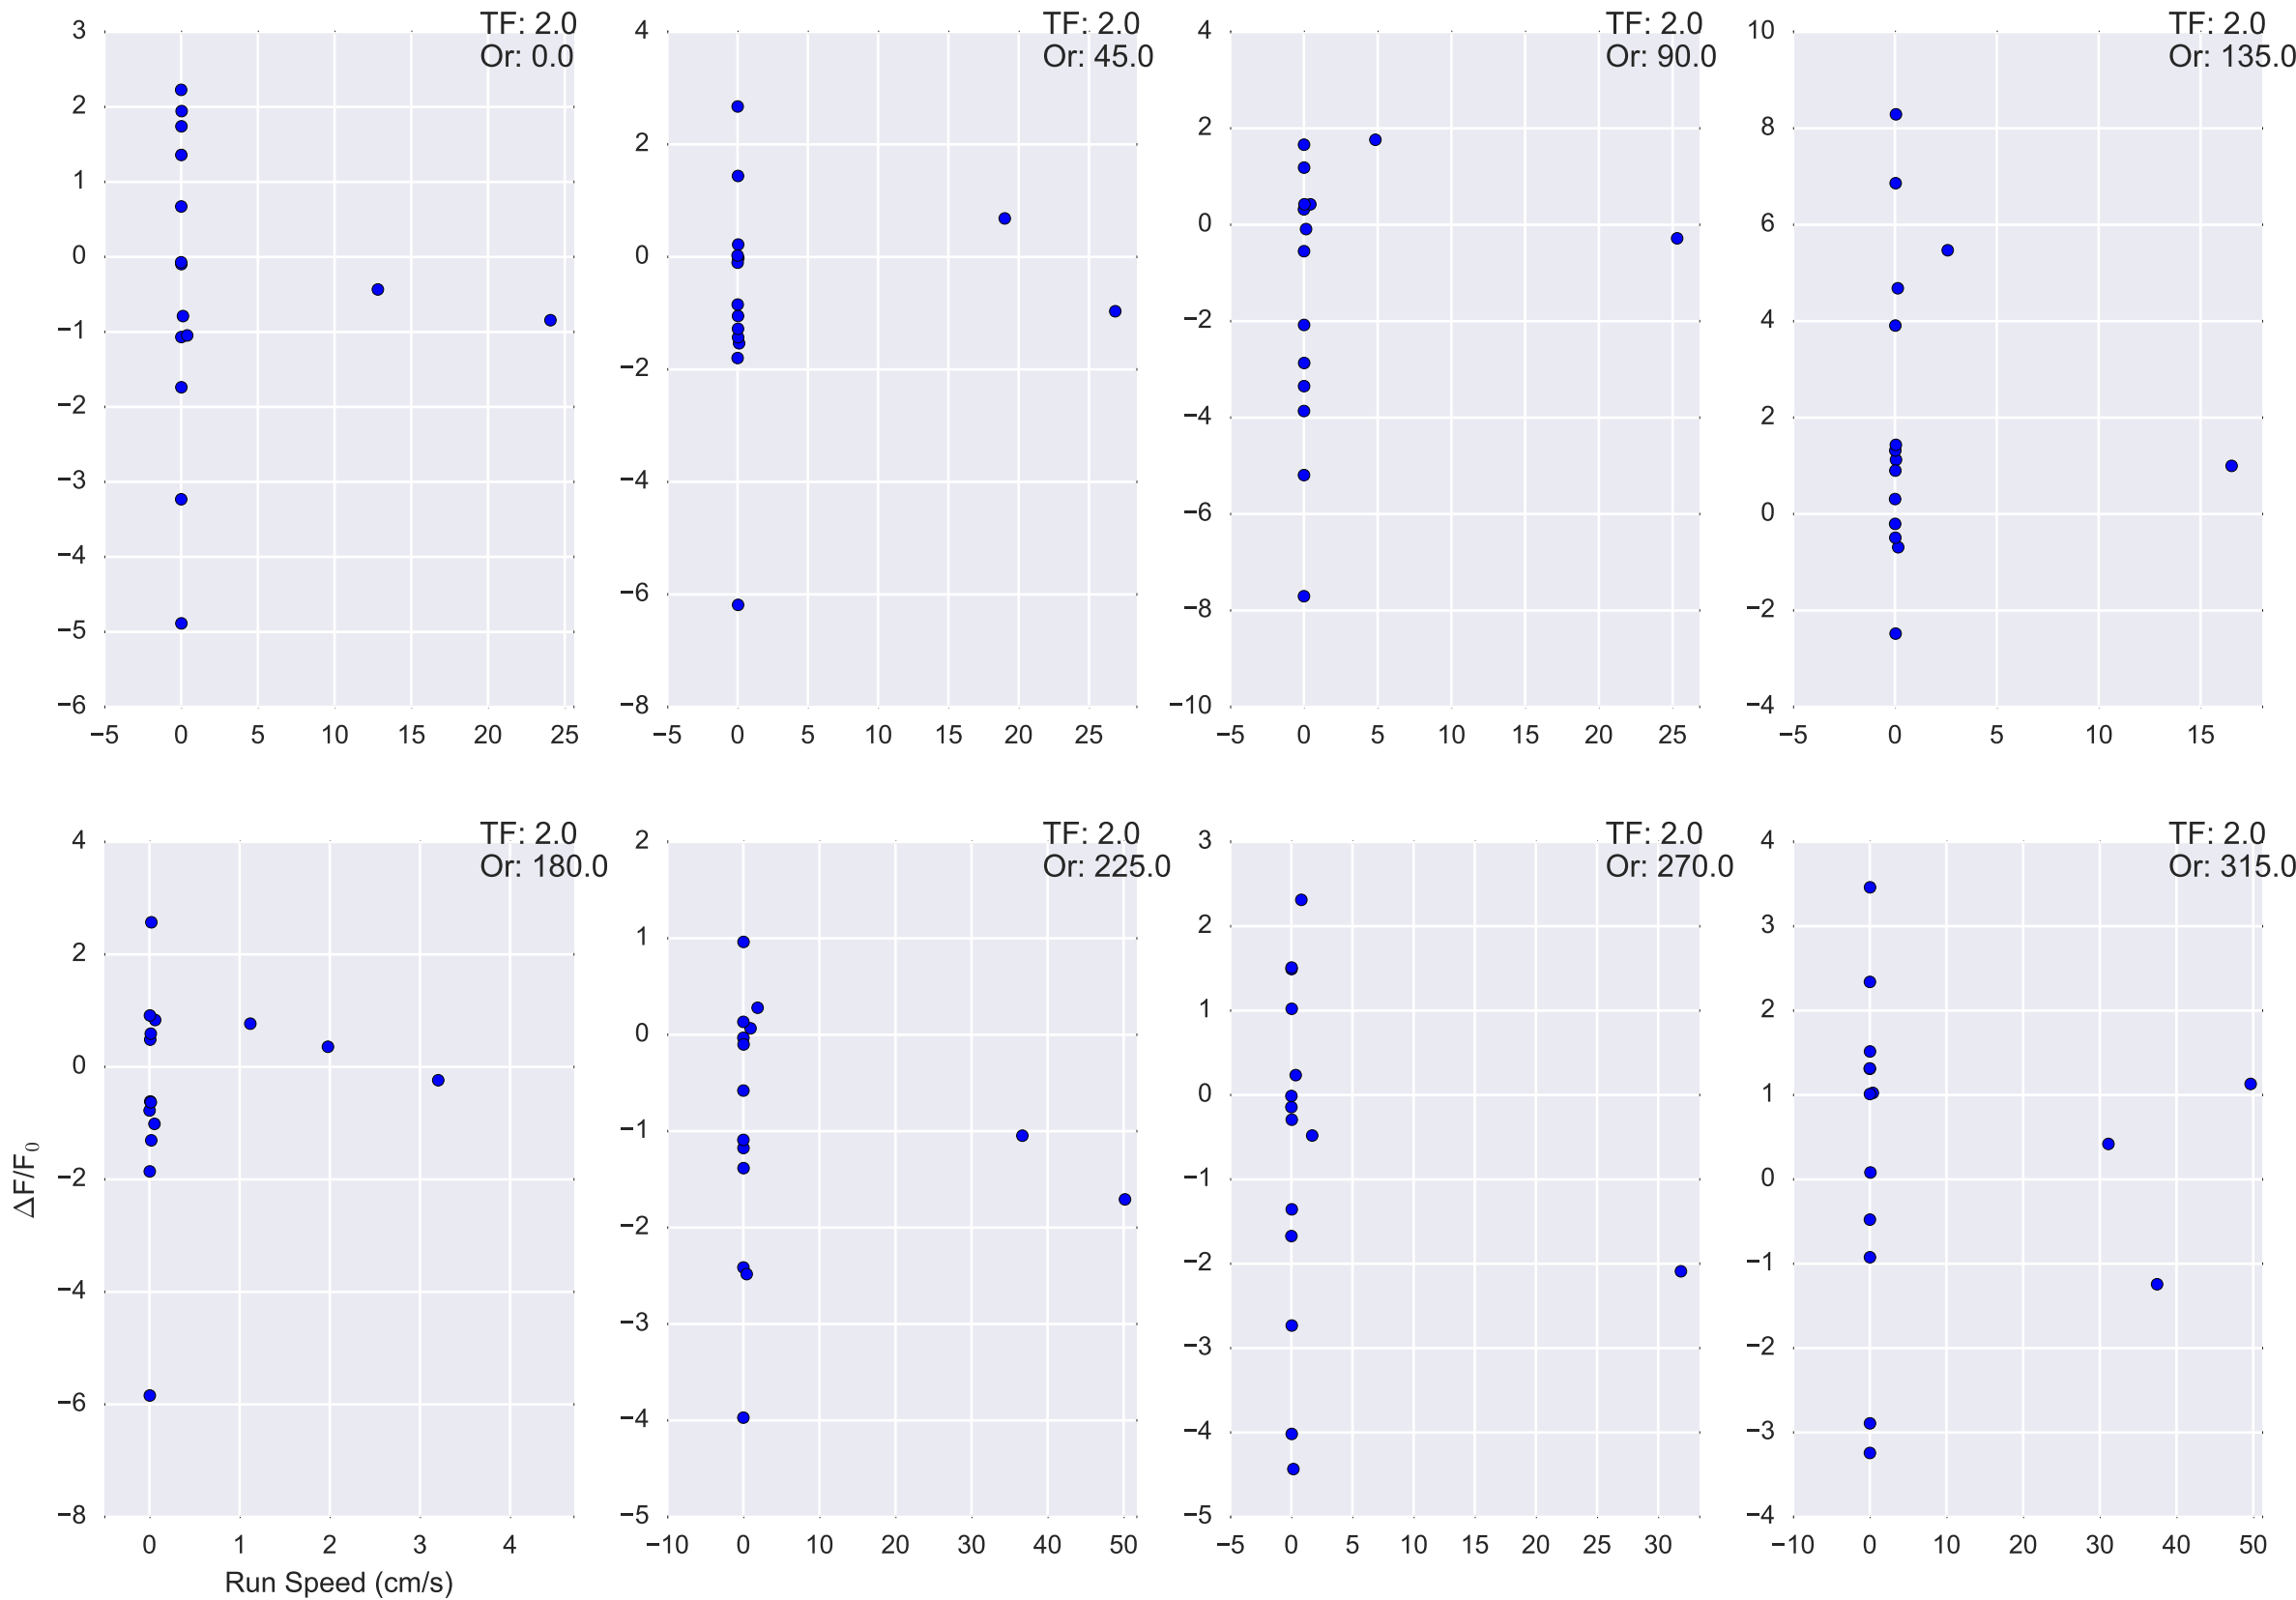 TF: 2.0
Or: 0.0
3
2
1
0
−1
−2
−3
−4
−5
−6
−5 0 5 10 15 20 25
TF: 2.0
Or: 45.0
4
2
0
−2
−4
−6
−8
−5 0 5 10 15 20 25
TF: 2.0
Or: 90.0
4
2
0
−2
−4
−6
−8
−10
−5 0 5 10 15 20 25
TF: 2.0
Or: 135.0
10
8
6
4
2
0
−2
−4
−5 0 5 10 15
TF: 2.0
Or: 180.0
4
2
0
−2
−4
−6
−8
0 1 2 3 4
Run Speed (cm/s)
ΔF/F₀
TF: 2.0
Or: 225.0
2
1
0
−1
−2
−3
−4
−5
−10 0 10 20 30 40 50
TF: 2.0
Or: 270.0
3
2
1
0
−1
−2
−3
−4
−5
−5 0 5 10 15 20 25 30
TF: 2.0
Or: 315.0
4
3
2
1
0
−1
−2
−3
−4
−10 0 10 20 30 40 50